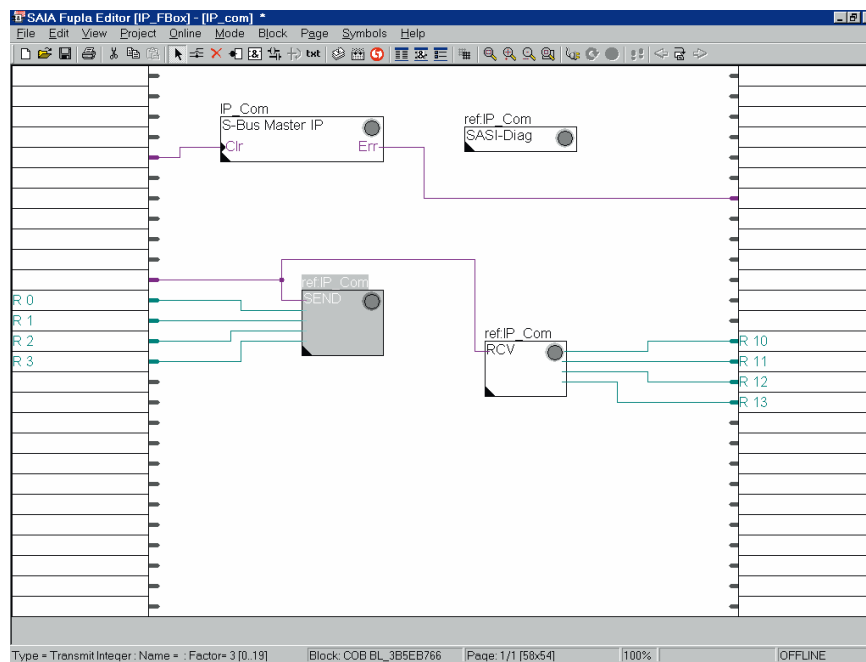 SAIA Fupla Editor [IP_FBox] - [IP_com] *
File Edit View Project Online Mode Block Page Symbols Help
txt
IP_Com
S-Bus Master IP
Clr Err
ref:IP_Com
SASI-Diag
ref:IP_Com
SEND
R 0
R 1
R 2
R 3
ref:IP_Com
RCV
R 10
R 11
R 12
R 13
Type = Transmit Integer : Name = : Factor= 3 [0..19] Block: COB BL_3B5EB766 Page: 1/1 [58x54] 100% OFFLINE